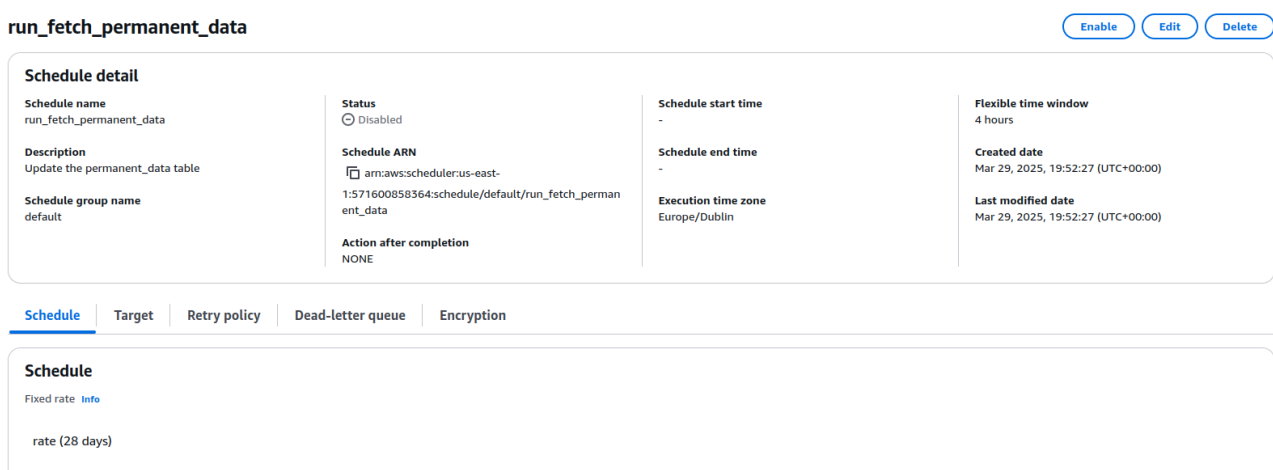 run_fetch_permanent_data
Enable
Edit
Delete
Schedule detail
Schedule name
run_fetch_permanent_data
Description
Update the permanent_data table
Schedule group name
default
Status
Disabled
Schedule ARN
arn:aws:scheduler:us-east-
1:571600858364:schedule/default/run_fetch_perman
ent_data
Action after completion
NONE
Schedule start time
-
Schedule end time
-
Execution time zone
Europe/Dublin
Flexible time window
4 hours
Created date
Mar 29, 2025, 19:52:27 (UTC+00:00)
Last modified date
Mar 29, 2025, 19:52:27 (UTC+00:00)
Schedule
Target
Retry policy
Dead-letter queue
Encryption
Schedule
Fixed rate Info
rate (28 days)